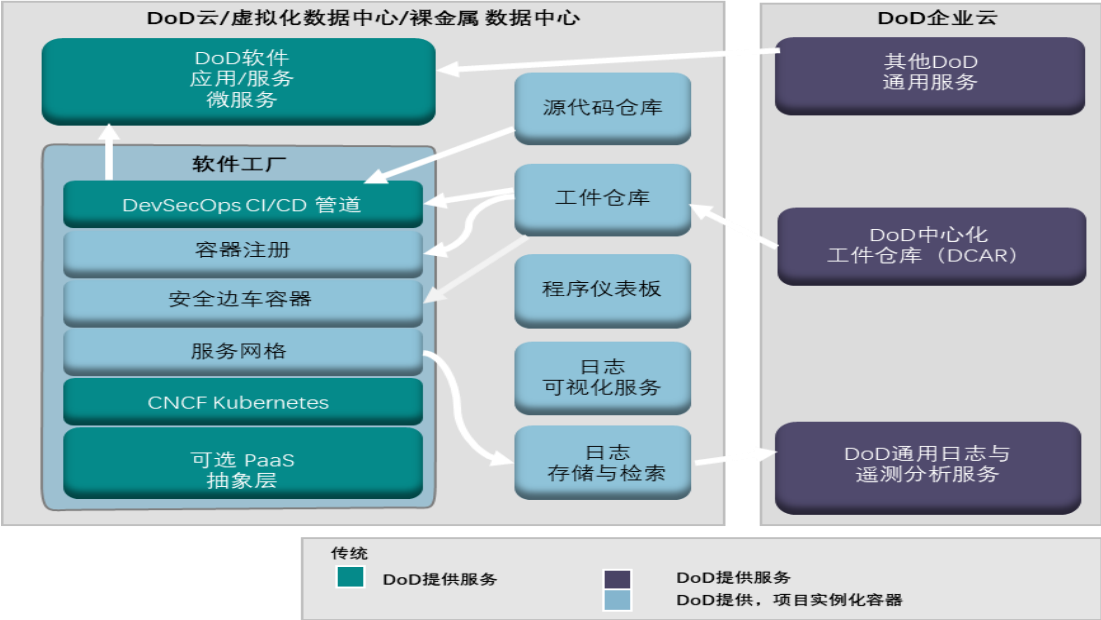 DoD云/虚拟化数据中心/裸金属 数据中心
DoD软件
应用/服务
微服务
软件工厂
DevSecOps CI/CD 管道
容器注册
安全边车容器
服务网格
CNCF Kubernetes
可选 PaaS
抽象层
源代码仓库
工件仓库
程序仪表板
日志
可视化服务
日志
存储与检索
DoD企业云
其他DoD
通用服务
DoD中心化
工件仓库（DCAR）
DoD通用日志与
遥测分析服务
传统
DoD提供服务
DoD提供服务
DoD提供，项目实例化容器